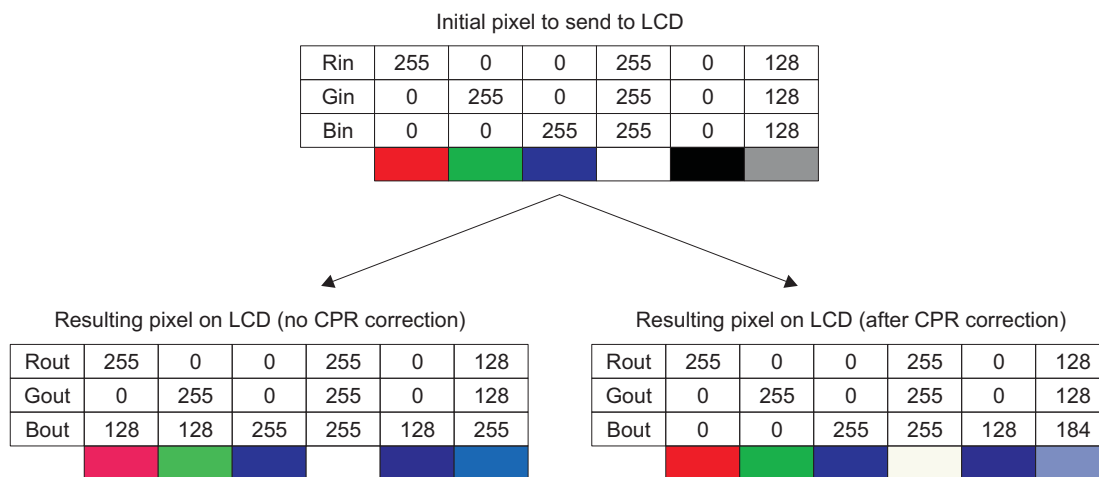 Initial pixel to send to LCD
Rin 255 0 0 255 0 128
Gin 0 255 0 255 0 128
Bin 0 0 255 255 0 128
Resulting pixel on LCD (no CPR correction)
Rout 255 0 0 255 0 128
Gout 0 255 0 255 0 128
Bout 128 128 255 255 128 255
Resulting pixel on LCD (after CPR correction)
Rout 255 0 0 255 0 128
Gout 0 255 0 255 0 128
Bout 0 0 255 255 128 184